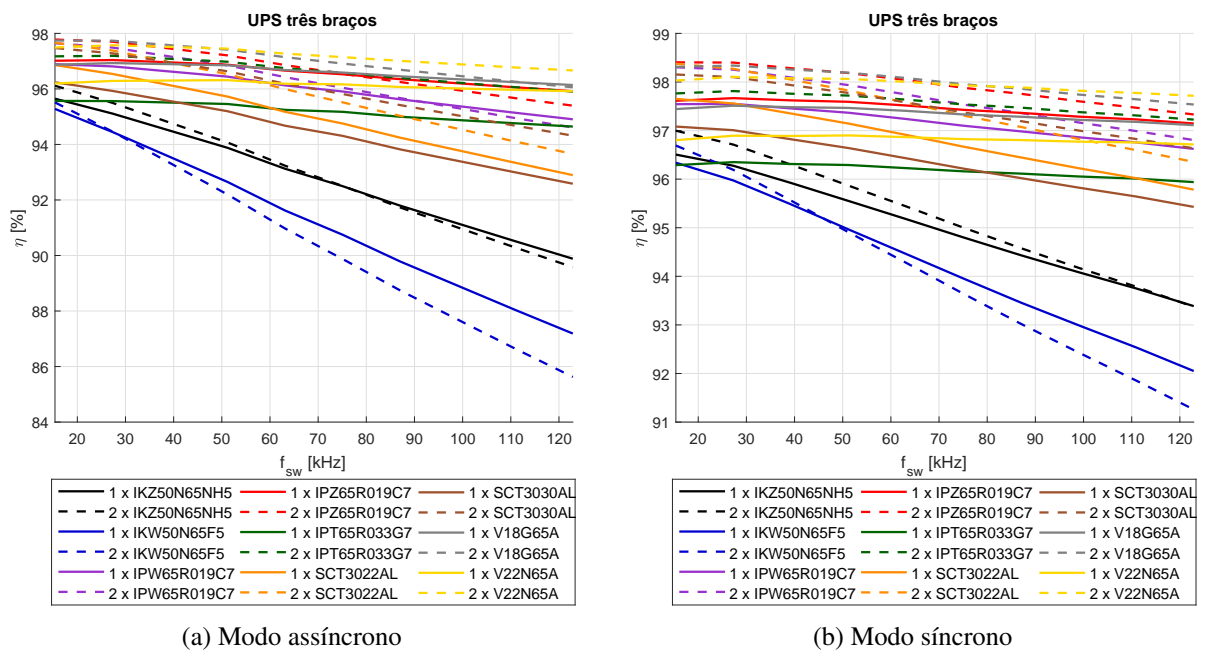 UPS três braços
98
96
94
92
90
88
86
84
η [%]
20 30 40 50 60 70 80 90 100 110 120
f_sw [kHz]
1 x IKZ50N65NH5 1 x IPZ65R019C7 1 x SCT3030AL
2 x IKZ50N65NH5 2 x IPZ65R019C7 2 x SCT3030AL
1 x IKW50N65F5 1 x IPT65R033G7 1 x V18G65A
2 x IKW50N65F5 2 x IPT65R033G7 2 x V18G65A
1 x IPW65R019C7 1 x SCT3022AL 1 x V22N65A
2 x IPW65R019C7 2 x SCT3022AL 2 x V22N65A
(a) Modo assíncrono
UPS três braços
99
98
97
96
95
94
93
92
91
η [%]
20 30 40 50 60 70 80 90 100 110 120
f_sw [kHz]
1 x IKZ50N65NH5 1 x IPZ65R019C7 1 x SCT3030AL
2 x IKZ50N65NH5 2 x IPZ65R019C7 2 x SCT3030AL
1 x IKW50N65F5 1 x IPT65R033G7 1 x V18G65A
2 x IKW50N65F5 2 x IPT65R033G7 2 x V18G65A
1 x IPW65R019C7 1 x SCT3022AL 1 x V22N65A
2 x IPW65R019C7 2 x SCT3022AL 2 x V22N65A
(b) Modo síncrono